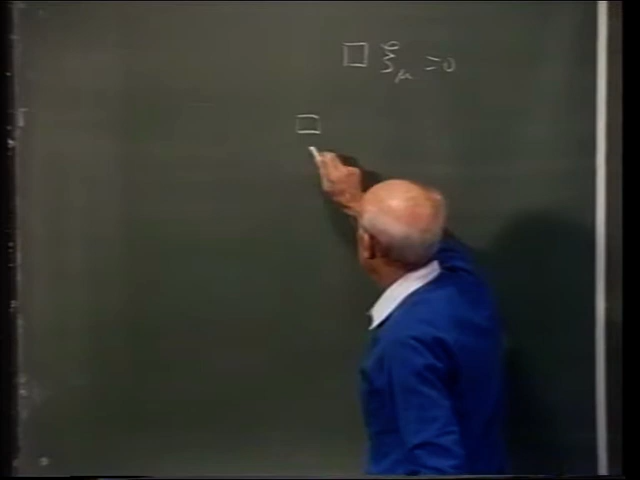 □ ξ_μ = 0
□